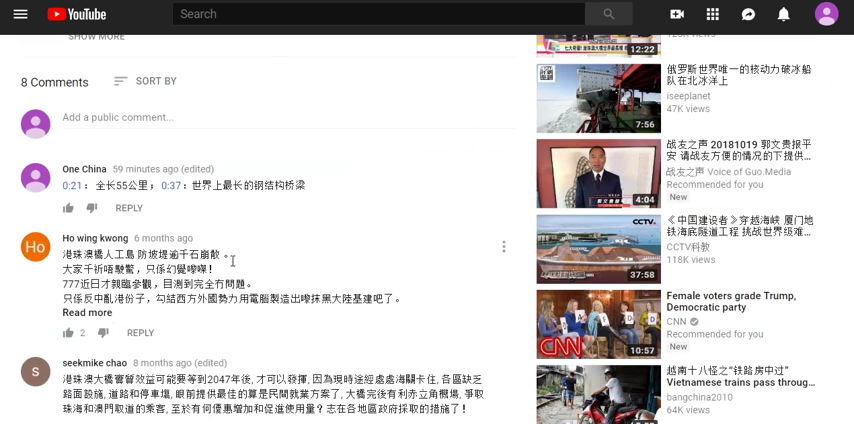 YouTube
Search
SHOW MORE
8 Comments
SORT BY
Add a public comment...
One China 59 minutes ago (edited)
0:21： 全长55公里； 0:37：世界上最长的钢结构桥梁
REPLY
Ho
Ho wing kwong 6 months ago
港珠澳橋人工島 防坡堤逾千石崩散。
大家千祈唔駛驚，只係幻覺嚟㗎！
777近日才親臨參觀，目測到完全冇問題。
只係反中亂港份子，勾結西方外國勢力用電腦製造出嚟抹黑大陸基建吧了。
Read more
2 REPLY
S
seekmike chao 8 months ago (edited)
港珠澳大橋實營效益可能要等到2047年後, 才可以發揮, 因為現時途經處處海關卡住, 各區缺乏
路面設施, 道路和停車塲, 眼前提供最佳的算是民間就業方案了, 大橋完後有利赤立角機場, 爭取
珠海和澳門取道的乘客, 至於有何優惠增加和促進使用量？志在各地區政府採取的措施了！
12:22
views
俄罗斯世界唯一的核动力破冰船
队在北冰洋上
iseeplanet
47K views
7:56
战友之声 20181019 郭文贵报平
安 请战友方便的情况的下提供...
战友之声 Voice of Guo.Media
Recommended for you
New
4:04
《中国建设者》穿越海峡 厦门地
铁海底隧道工程 挑战世界级难...
CCTV科教
118K views
CCTV
37:58
Female voters grade Trump,
Democratic party
CNN
Recommended for you
New
CNN
10:57
越南十八怪之“铁路房中过”
Vietnamese trains pass throug...
bangchina2010
64K views